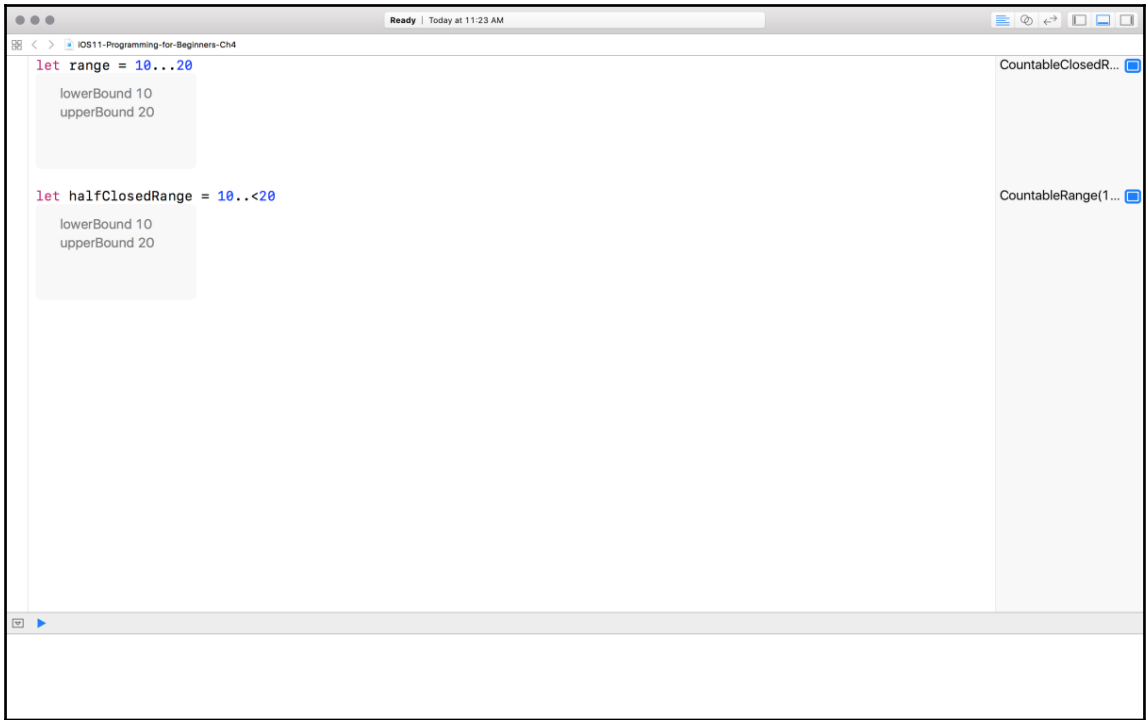 Ready | Today at 11:23 AM
iOS11-Programming-for-Beginners-Ch4
let range = 10...20
CountableClosedR...
lowerBound 10
upperBound 20
let halfClosedRange = 10..<20
CountableRange(1...
lowerBound 10
upperBound 20